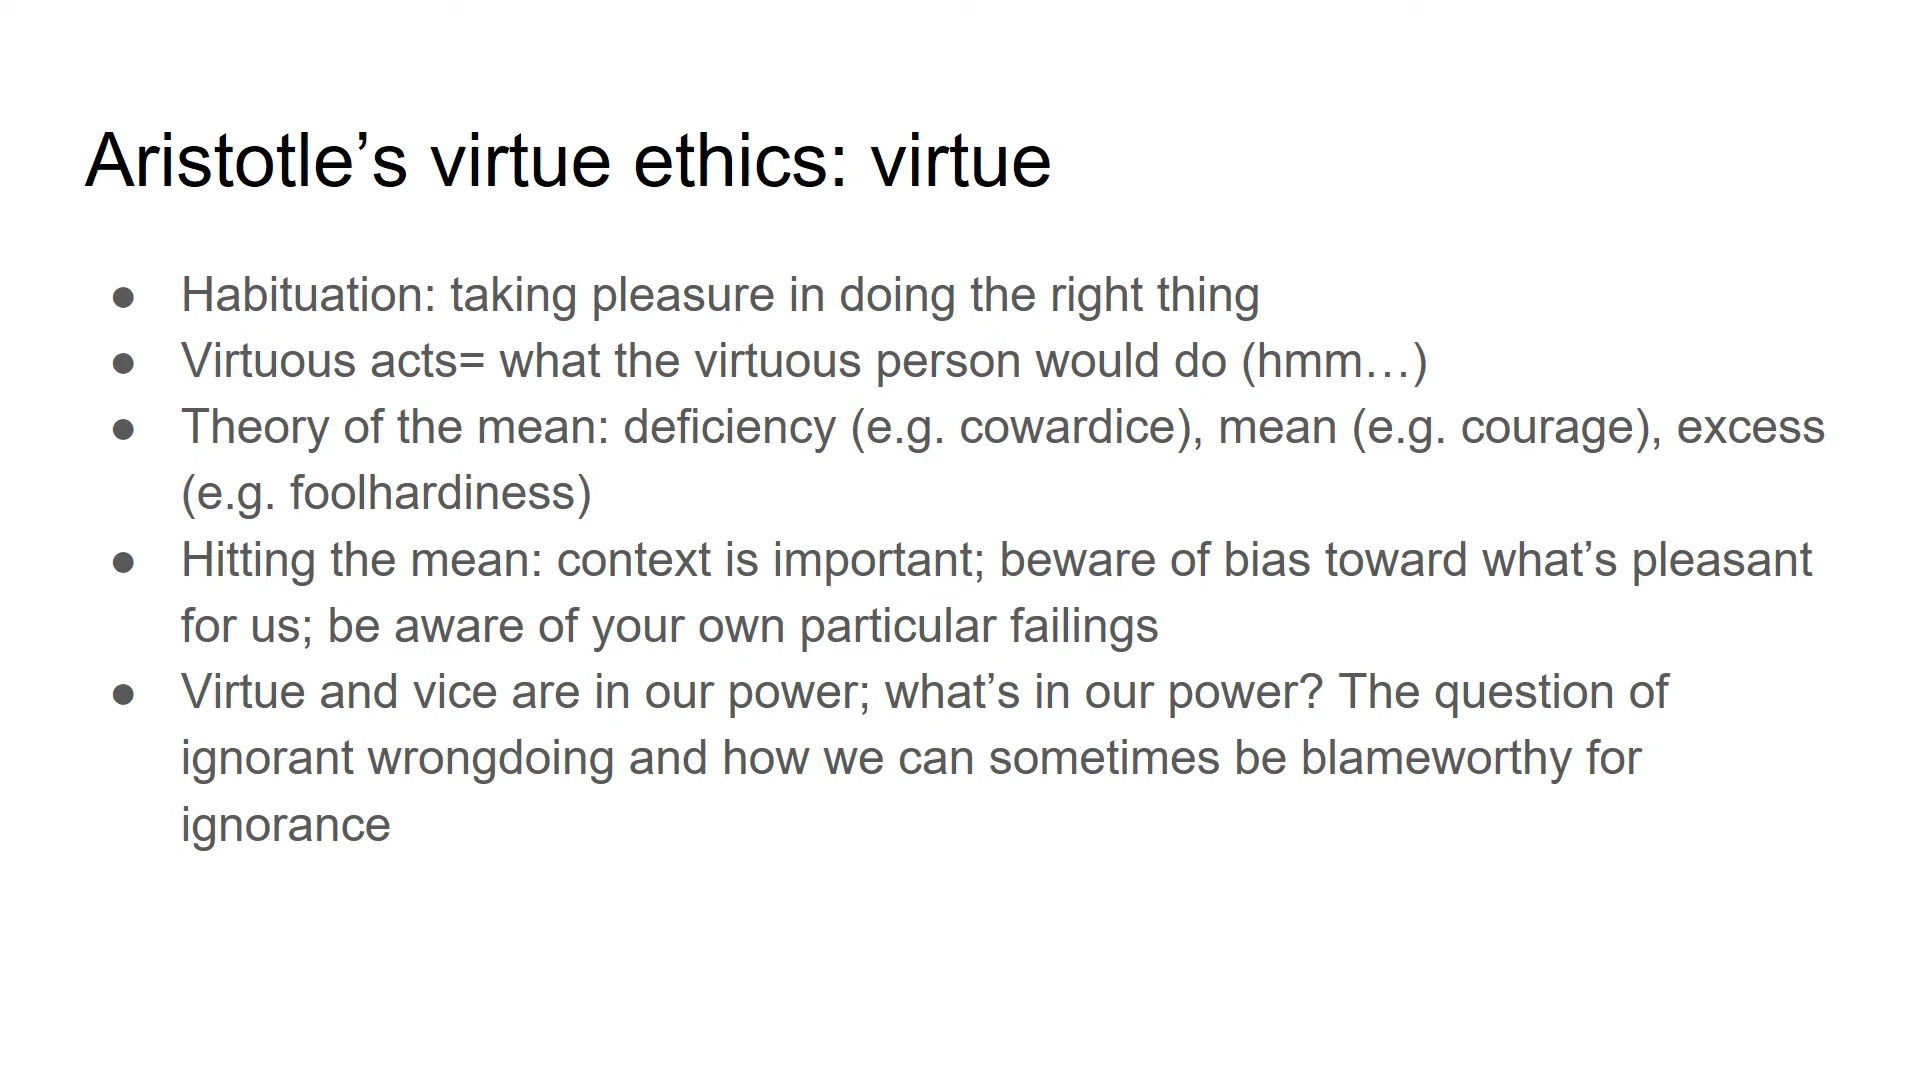 Aristotle’s virtue ethics: virtue
● Habituation: taking pleasure in doing the right thing
● Virtuous acts= what the virtuous person would do (hmm…)
● Theory of the mean: deficiency (e.g. cowardice), mean (e.g. courage), excess
(e.g. foolhardiness)
● Hitting the mean: context is important; beware of bias toward what’s pleasant
for us; be aware of your own particular failings
● Virtue and vice are in our power; what’s in our power? The question of
ignorant wrongdoing and how we can sometimes be blameworthy for
ignorance